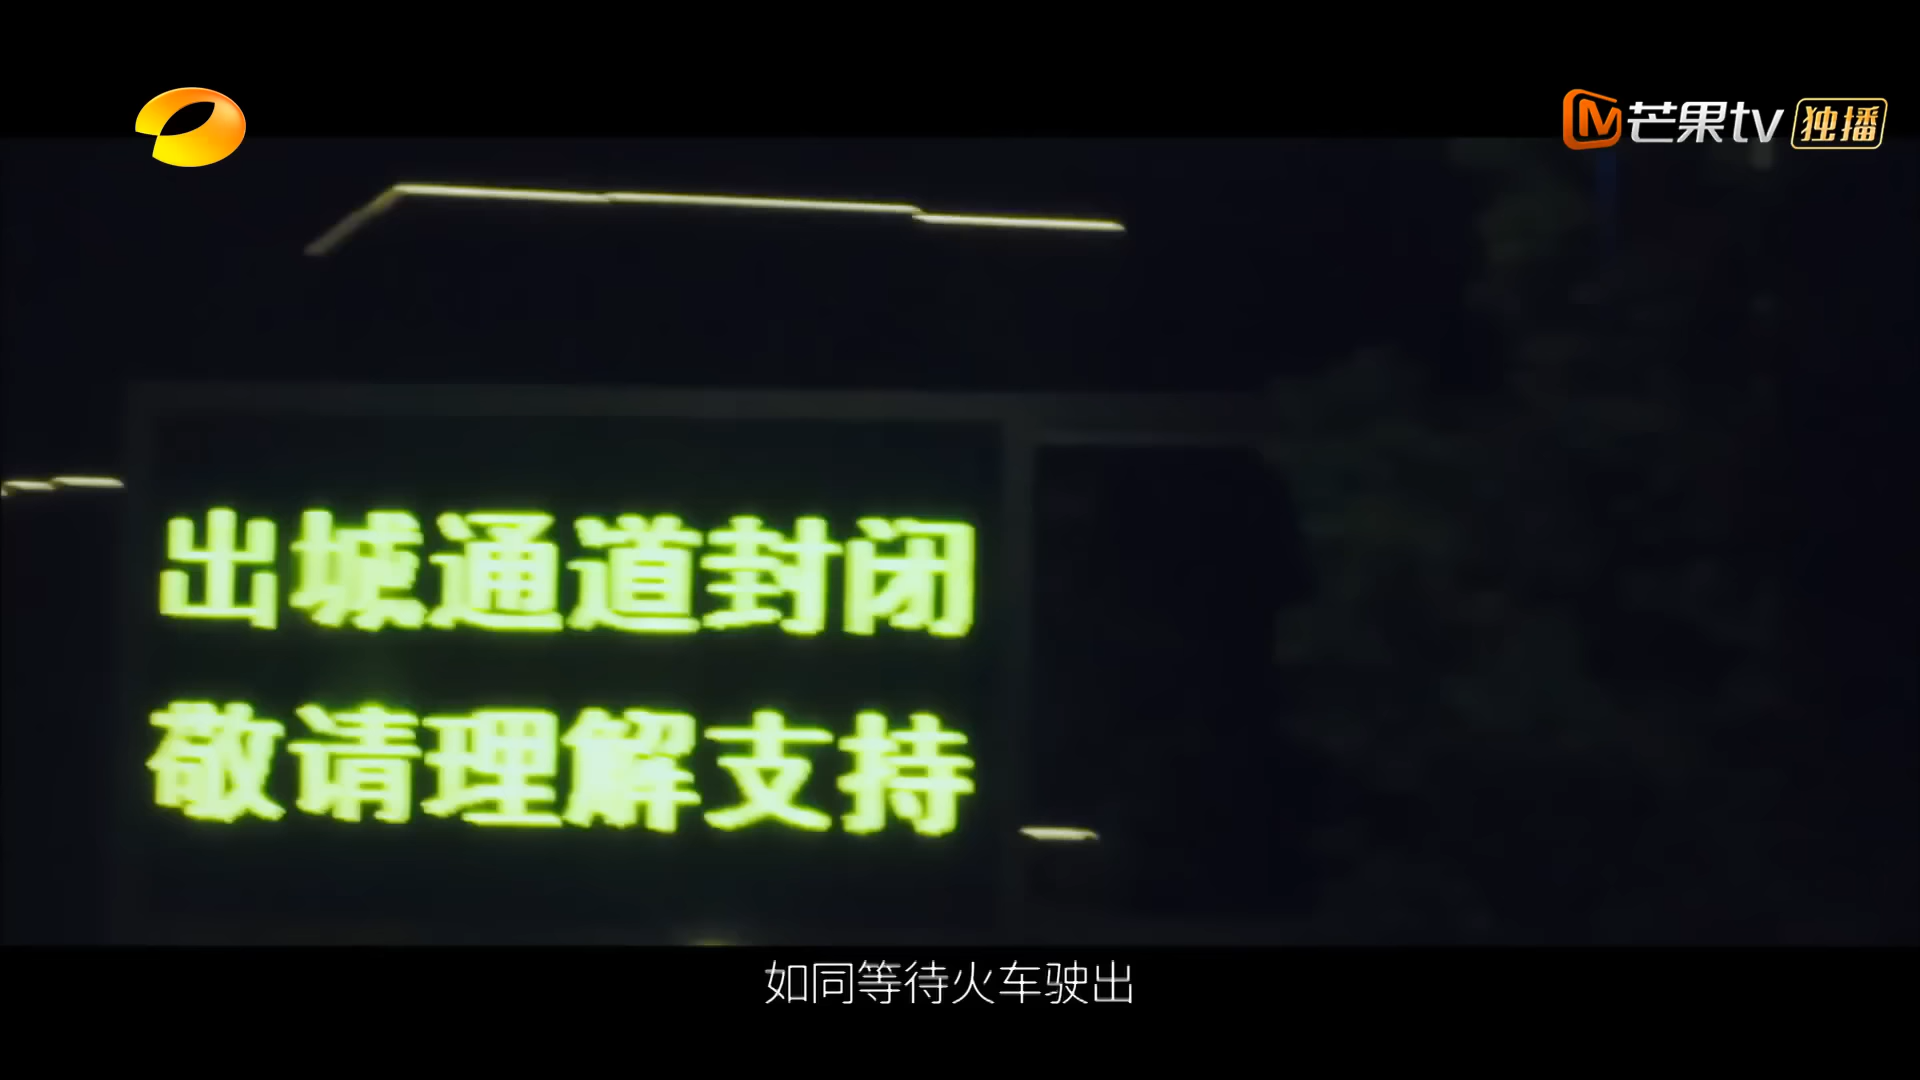 芒果tv 独播
出城通道封闭
敬请理解支持
如同等待火车驶出